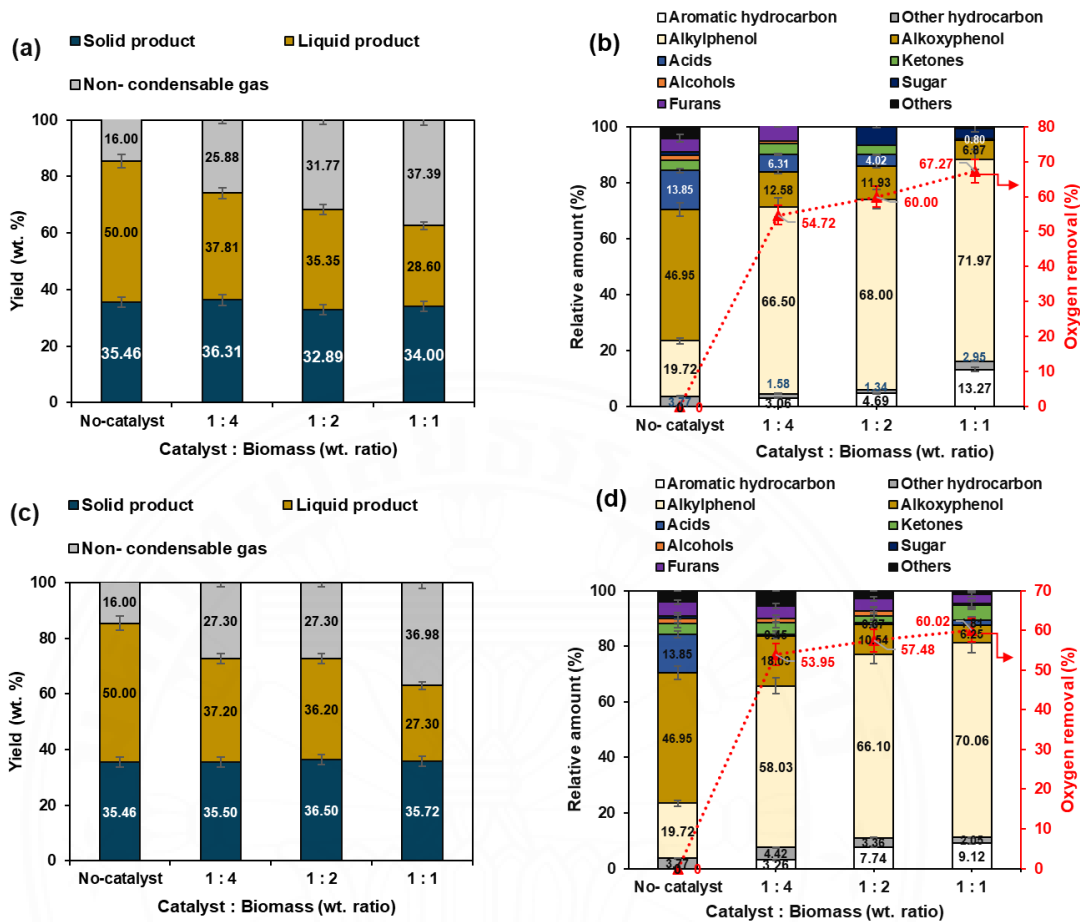 (a)
Solid product
Liquid product
Non- condensable gas
Yield (wt. %)
100
80
60
40
20
0
16.00
25.88
31.77
37.39
50.00
37.81
35.35
28.60
35.46
36.31
32.89
34.00
No-catalyst
1 : 4
1 : 2
1 : 1
Catalyst : Biomass (wt. ratio)
(b)
Aromatic hydrocarbon
Other hydrocarbon
Alkylphenol
Alkoxyphenol
Acids
Ketones
Alcohols
Sugar
Furans
Others
Relative amount (%)
100
80
60
40
20
0
13.85
46.95
19.72
3.27
0
6.31
12.58
54.72
66.50
1.58
3.06
4.02
11.93
60.00
68.00
1.34
4.69
0.80
6.87
67.27
71.97
2.95
13.27
80
70
60
50
40
30
20
10
0
Oxygen removal (%)
No- catalyst
1 : 4
1 : 2
1 : 1
Catalyst : Biomass (wt. ratio)
(c)
Solid product
Liquid product
Non- condensable gas
Yield (wt. %)
100
80
60
40
20
0
16.00
27.30
27.30
36.98
50.00
37.20
36.20
27.30
35.46
35.50
36.50
35.72
No-catalyst
1 : 4
1 : 2
1 : 1
Catalyst : Biomass (wt. ratio)
(d)
Aromatic hydrocarbon
Other hydrocarbon
Alkylphenol
Alkoxyphenol
Acids
Ketones
Alcohols
Sugar
Furans
Others
Relative amount (%)
100
80
60
40
20
0
13.85
46.95
19.72
3.27
0
53.95
58.03
4.42
3.26
10.54
57.48
66.10
3.36
7.74
60.02
6.25
70.06
2.05
9.12
70
60
50
40
30
20
10
0
Oxygen removal (%)
No- catalyst
1 : 4
1 : 2
1 : 1
Catalyst : Biomass (wt. ratio)